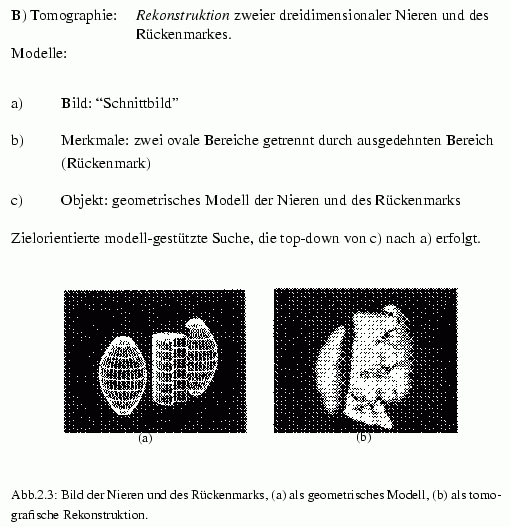 B) Tomographie: Rekonstruktion zweier dreidimensionaler Nieren und des
Rückenmarkes.
Modelle:
a) Bild: “Schnittbild”
b) Merkmale: zwei ovale Bereiche getrennt durch ausgedehnten Bereich
(Rückenmark)
c) Objekt: geometrisches Modell der Nieren und des Rückenmarks
Zielorientierte modell-gestützte Suche, die top-down von c) nach a) erfolgt.
(a) (b)
Abb.2.3: Bild der Nieren und des Rückenmarks, (a) als geometrisches Modell, (b) als tomo-
grafische Rekonstruktion.